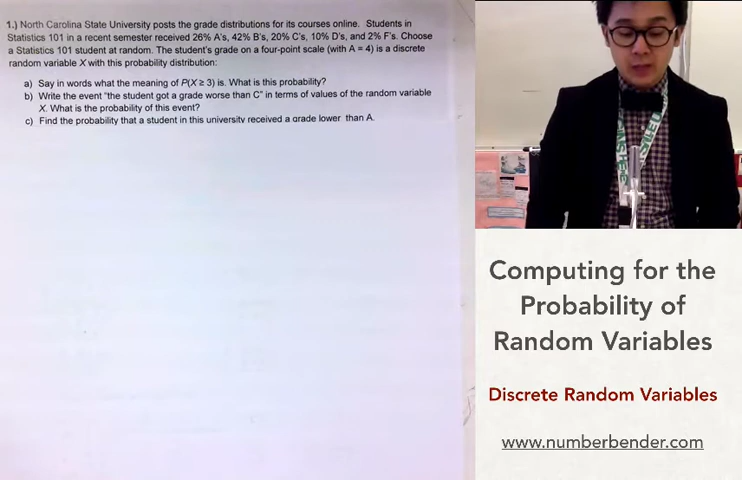 1.) North Carolina State University posts the grade distributions for its courses online. Students in
Statistics 101 in a recent semester received 26% A's, 42% B's, 20% C's, 10% D's, and 2% F's. Choose
a Statistics 101 student at random. The student's grade on a four-point scale (with A = 4) is a discrete
random variable X with this probability distribution:
a) Say in words what the meaning of P(X ≥ 3) is. What is this probability?
b) Write the event "the student got a grade worse than C" in terms of values of the random variable
X. What is the probability of this event?
c) Find the probability that a student in this university received a grade lower than A.
Computing for the
Probability of
Random Variables
Discrete Random Variables
www.numberbender.com